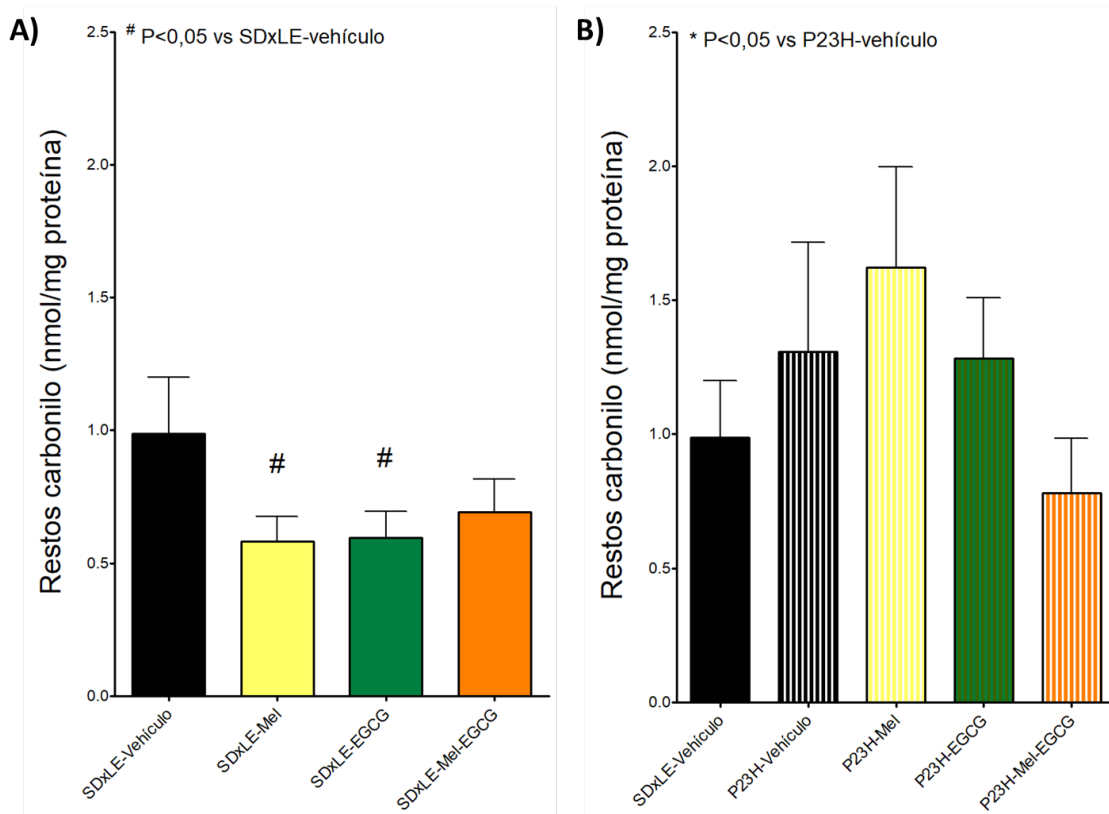 A)
# P<0,05 vs SDxLE-vehículo
Restos carbonilo (nmol/mg proteína)
2.5
2.0
1.5
1.0
0.5
0.0
#
#
SDxLE-Vehículo
SDxLE-Mel
SDxLE-EGCG
SDxLE-Mel-EGCG
B)
* P<0,05 vs P23H-vehículo
Restos carbonilo (nmol/mg proteína)
2.5
2.0
1.5
1.0
0.5
0.0
SDxLE-Vehículo
P23H-Vehículo
P23H-Mel
P23H-EGCG
P23H-Mel-EGCG